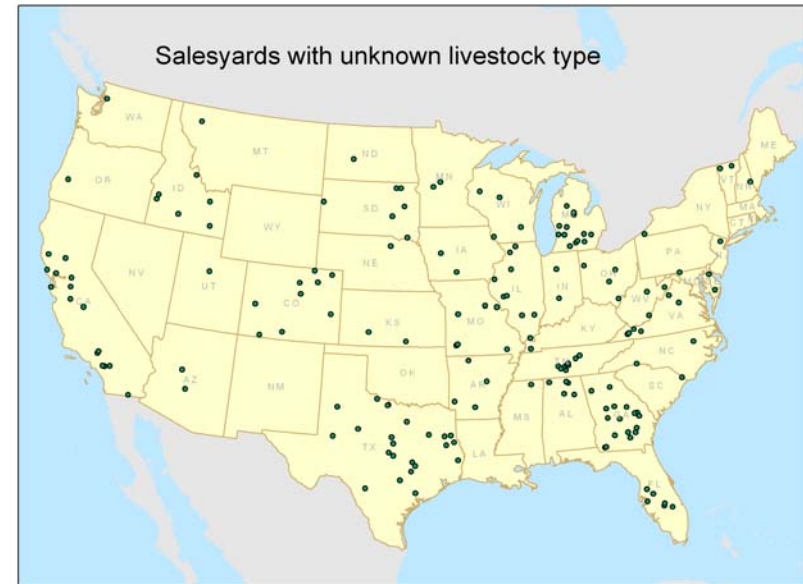 Salesyards with unknown livestock type
WA
MT
ND
MN
ME
OR
ID
SD
WI
VT
NH
NY
MA
CT
WY
IA
NE
PA
NV
UT
CO
IL
IN
OH
NJ
CA
KS
MO
WV
VA
KY
AZ
NM
OK
AR
TN
NC
SC
MS
AL
TX
LA
FL